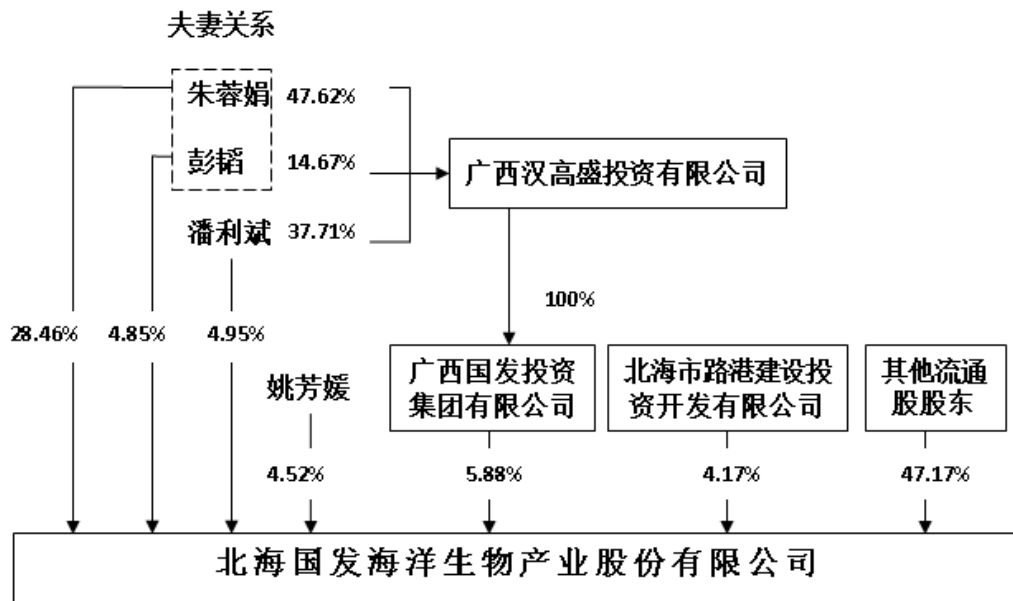 夫妻关系
朱蓉娟 47.62%
彭韬 14.67%
广西汉高盛投资有限公司
潘利斌 37.71%
100%
28.46%
4.85%
4.95%
姚芳媛
广西国发投资
集团有限公司
北海市路港建设投
资开发有限公司
其他流通
股股东
4.52%
5.88%
4.17%
47.17%
北海国发海洋生物产业股份有限公司